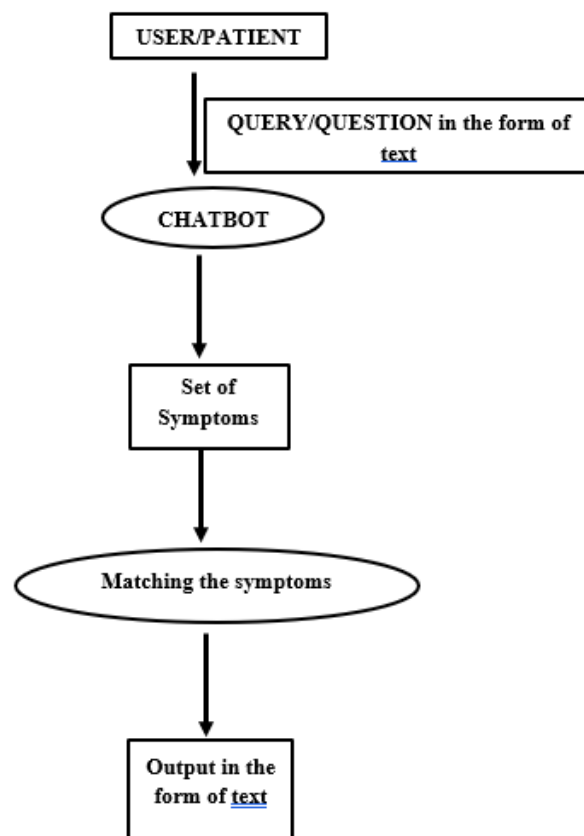 USER/PATIENT
QUERY/QUESTION in the form of
text
CHATBOT
Set of
Symptoms
Matching the symptoms
Output in the
form of text